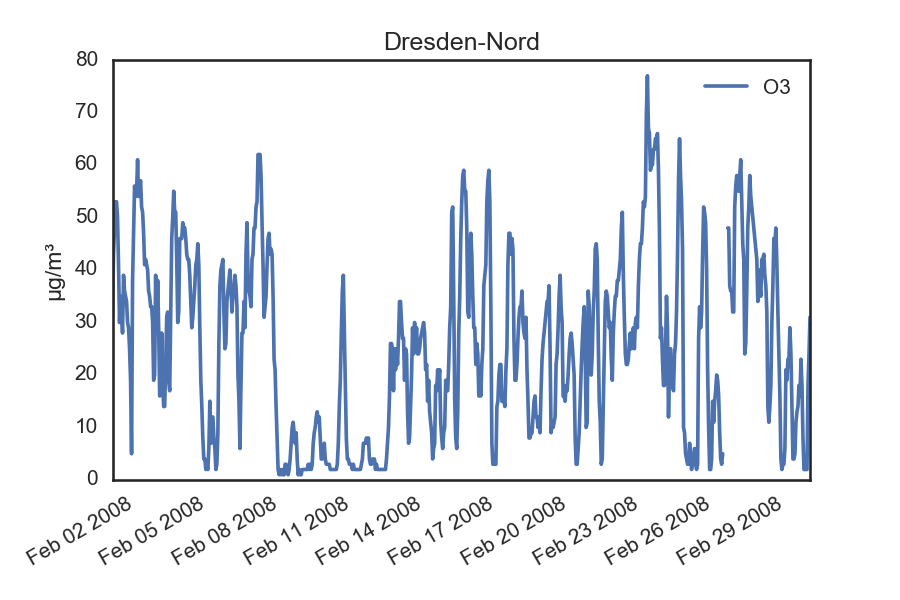 Dresden-Nord
80
70
60
50
40
30
20
10
0
µg/m³
O3
Feb 02 2008
Feb 05 2008
Feb 08 2008
Feb 11 2008
Feb 14 2008
Feb 17 2008
Feb 20 2008
Feb 23 2008
Feb 26 2008
Feb 29 2008